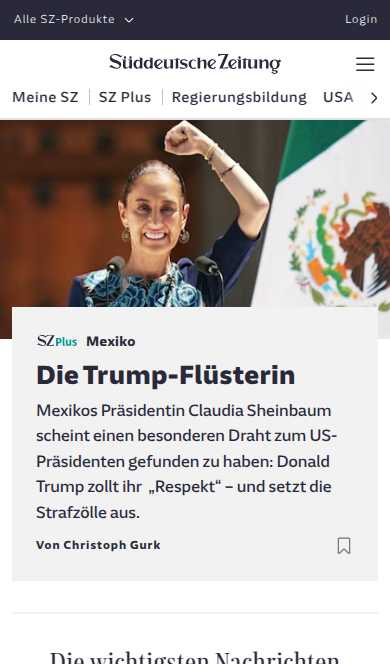 Alle SZ-Produkte
Login
Süddeutsche Zeitung
Meine SZ
SZ Plus
Regierungsbildung
USA
SZ Plus Mexiko
Die Trump-Flüsterin
Mexikos Präsidentin Claudia Sheinbaum
scheint einen besonderen Draht zum US-
Präsidenten gefunden zu haben: Donald
Trump zollt ihr „Respekt“ – und setzt die
Strafzölle aus.
Von Christoph Gurk
Die wichtigsten Nachrichten